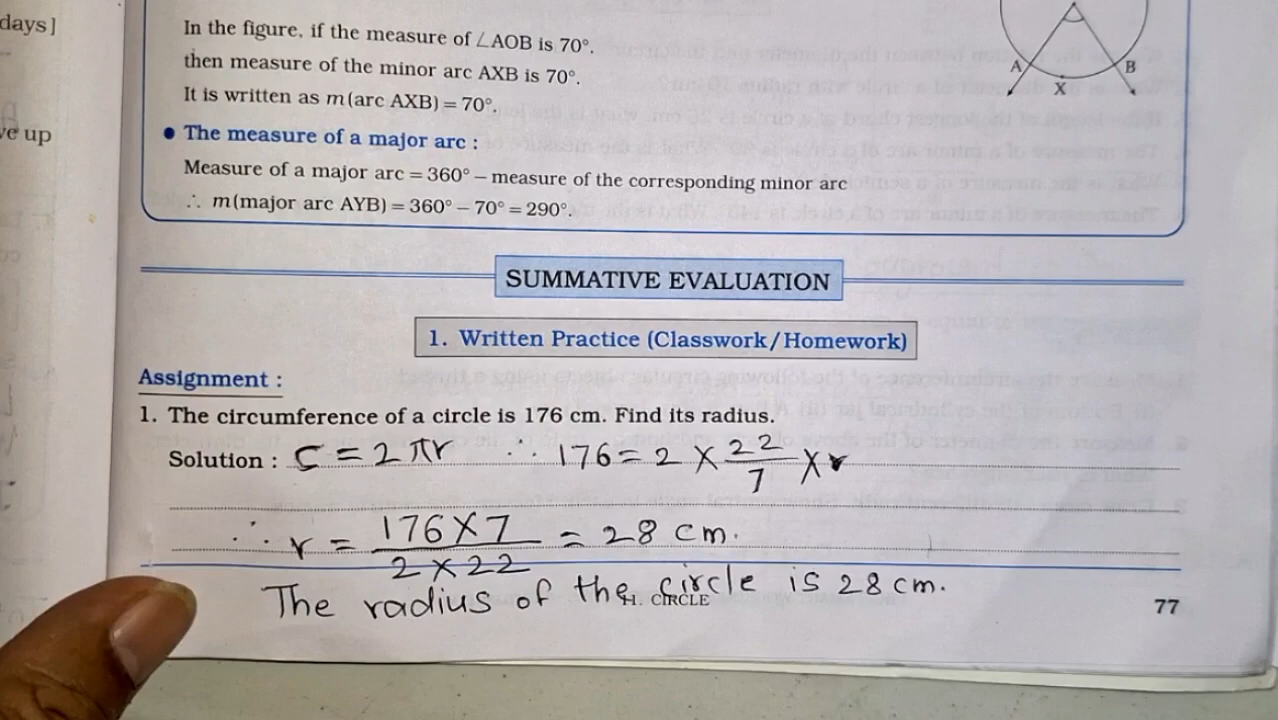 days]
ve up
In the figure, if the measure of ∠AOB is 70°.
then measure of the minor arc AXB is 70°.
It is written as m(arc AXB) = 70°.
A
B
X
• The measure of a major arc :
Measure of a major arc = 360° – measure of the corresponding minor arc
∴ m(major arc AYB) = 360° – 70° = 290°.
SUMMATIVE EVALUATION
1. Written Practice (Classwork/Homework)
Assignment :
1. The circumference of a circle is 176 cm. Find its radius.
Solution : C = 2πr ∴ 176 = 2 × 22/7 × r
∴ r = 176×7 / 2×22 = 28 cm.
The radius of the circle is 28 cm.
H. CIRCLE
77